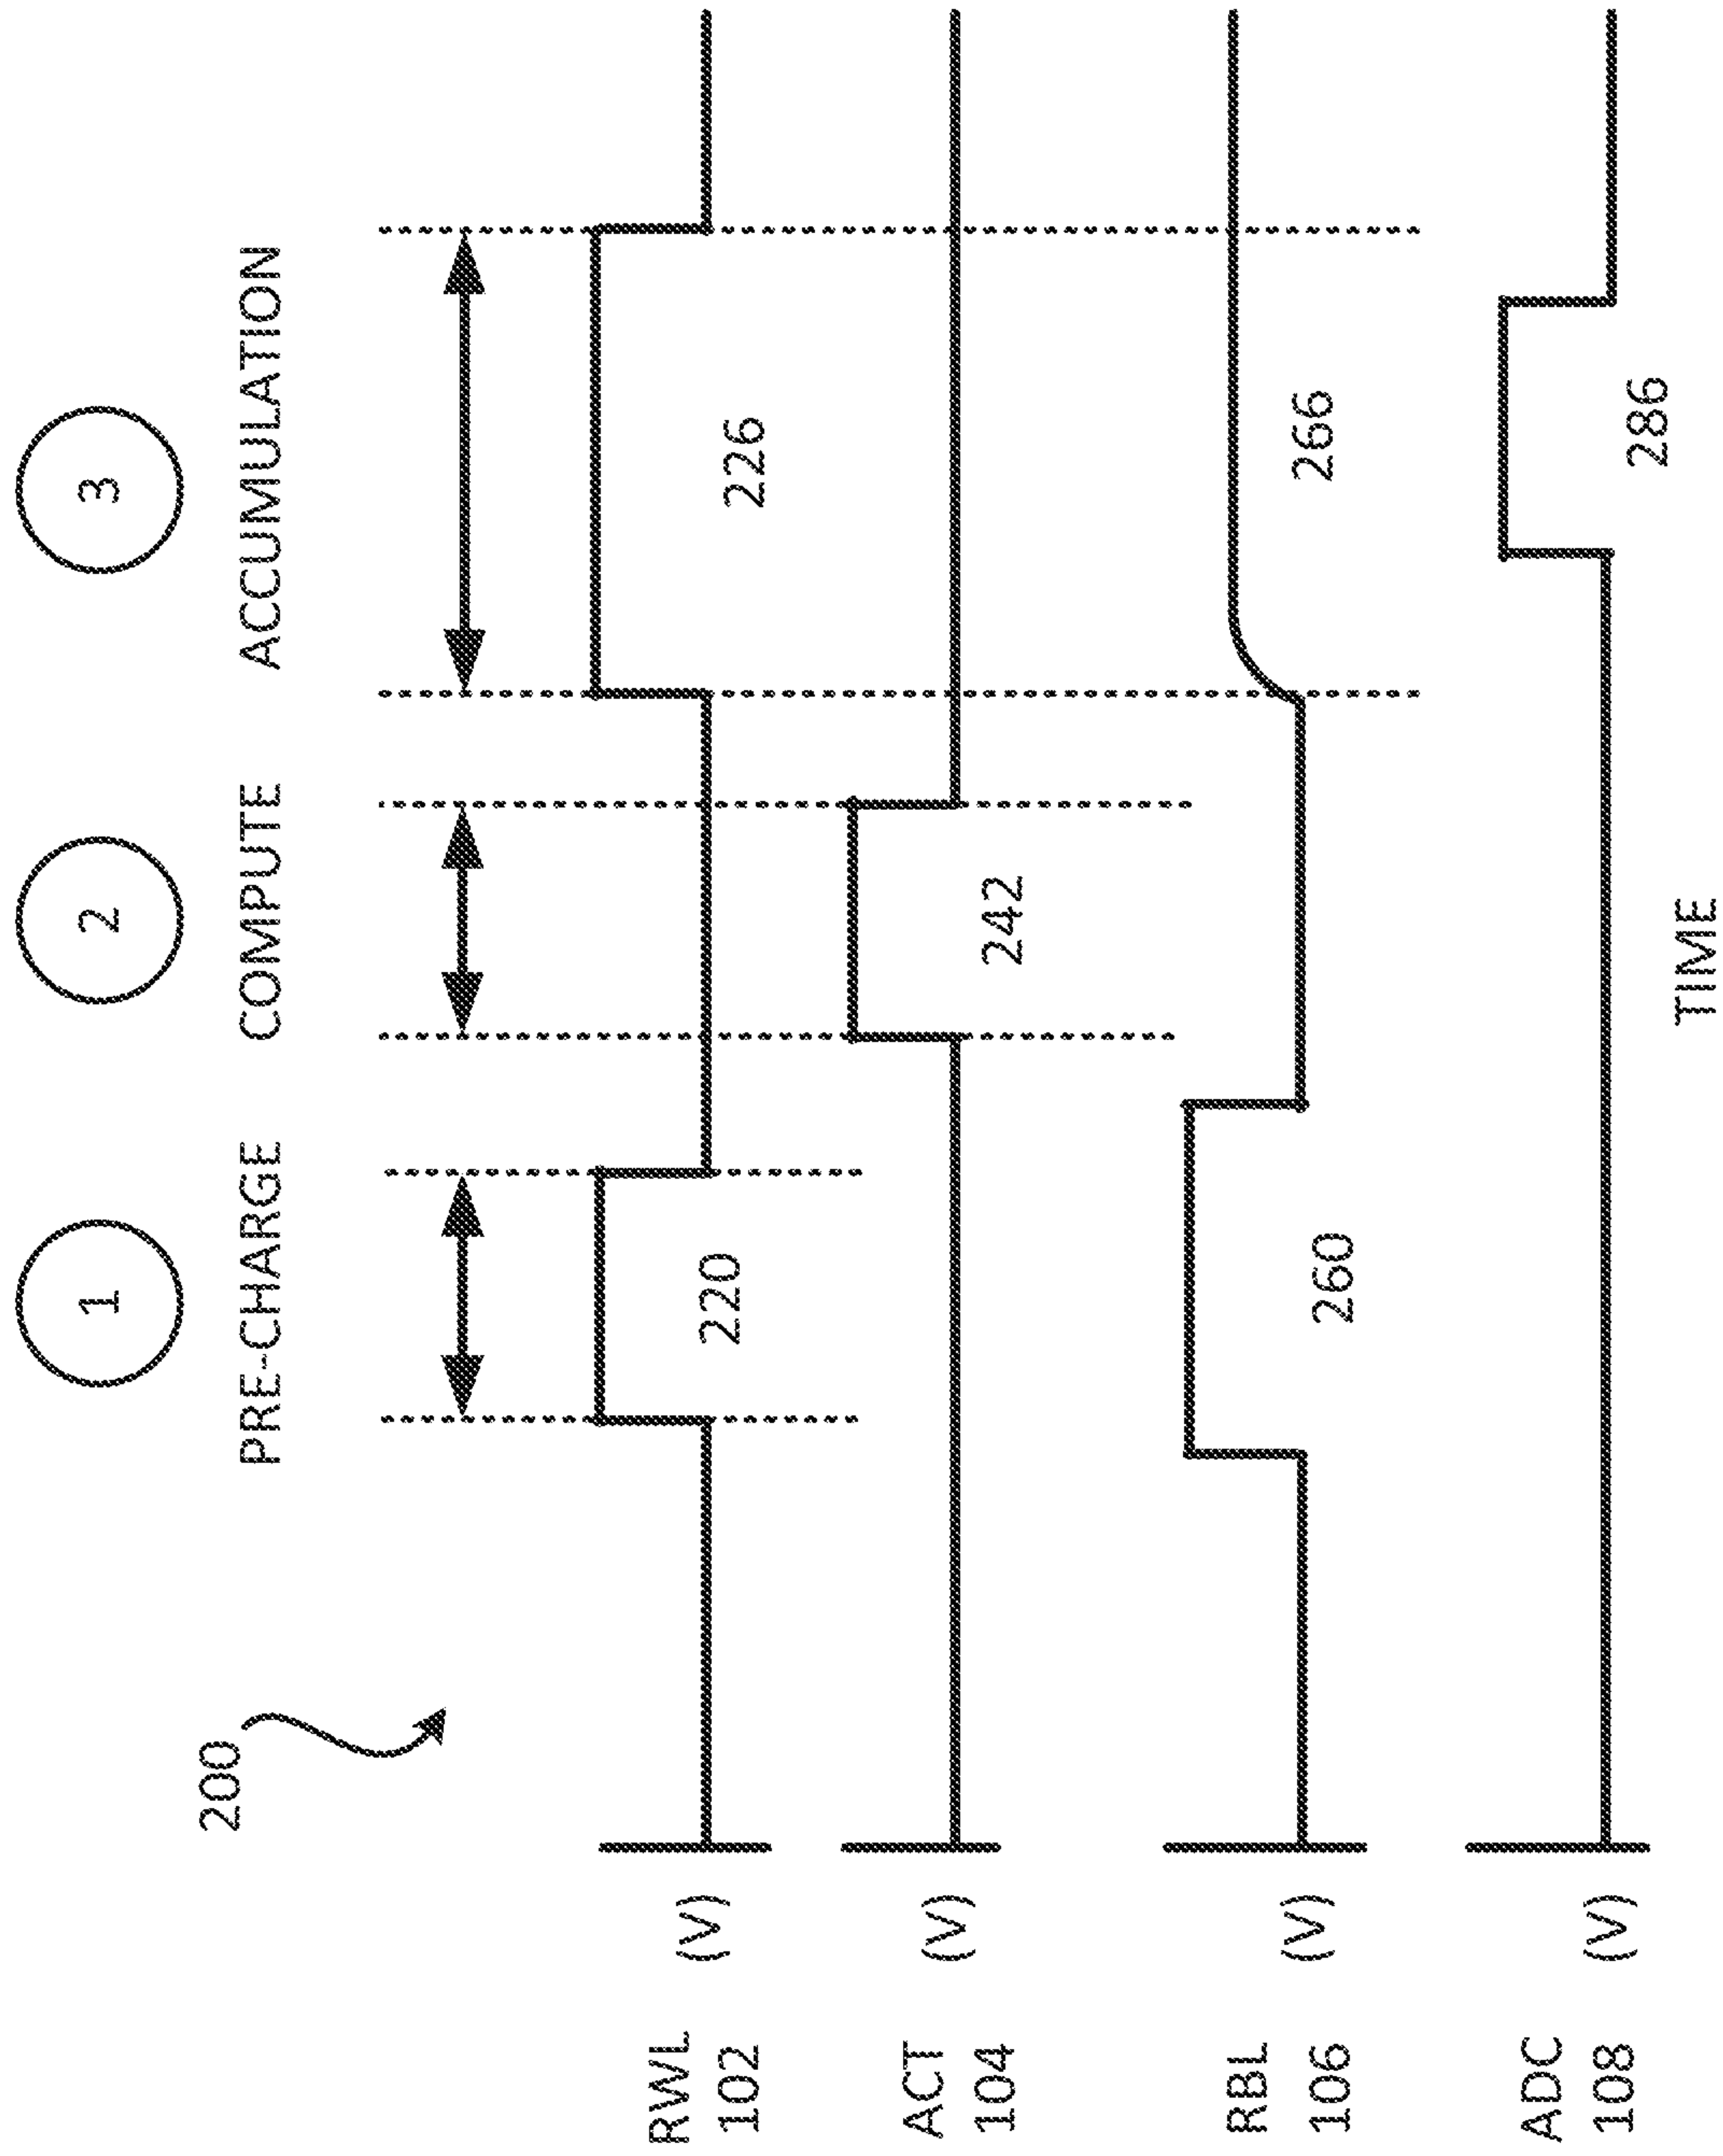 1 2 3
PRE-CHARGE COMPUTE ACCUMULATION
200
RWL
102 (V) 220 226
ACT
104 (V) 242
RBL
106 (V) 260 266
ADC
108 (V) 286
TIME